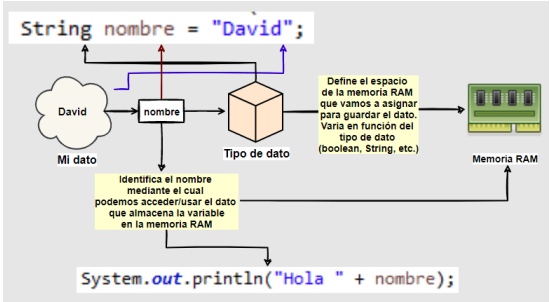 String nombre = "David";
David
nombre
Mi dato
Tipo de dato
Define el espacio
de la memoria RAM
que vamos a asignar
para guardar el dato.
Varia en función del
tipo de dato
(boolean, String, etc.)
Memoria RAM
Identifica el nombre
mediante el cual
podemos acceder/usar el dato
que almacena la variable
en la memoria RAM
System.out.println("Hola " + nombre);